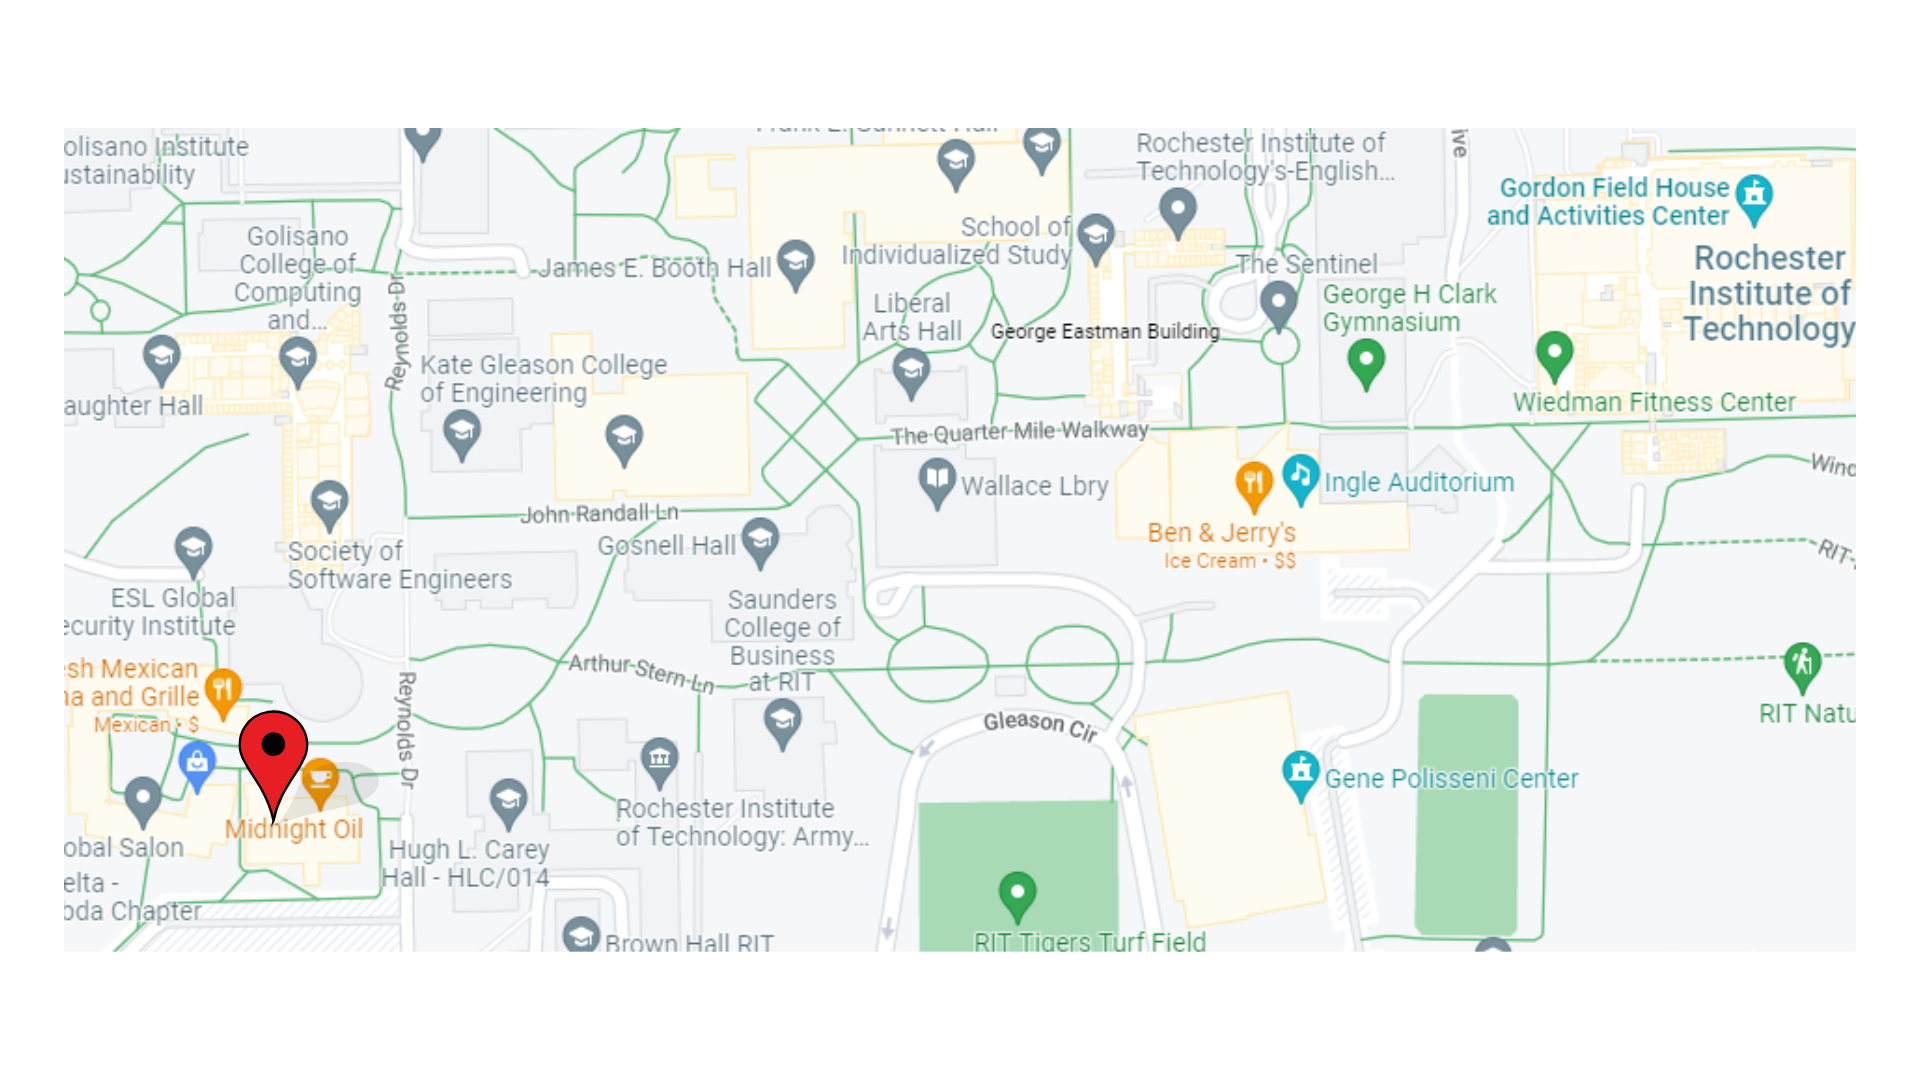 olisano Institute
ustainability
Golisano
College of
Computing
and...
Reynolds Dr
James E. Booth Hall
School of
Individualized Study
Rochester Institute of
Technology's-English...
ive
Gordon Field House
and Activities Center
Rochester
Institute of
Technology
The Sentinel
George H Clark
Gymnasium
Liberal
Arts Hall
George Eastman Building
Kate Gleason College
of Engineering
aughter Hall
Wiedman Fitness Center
The Quarter Mile Walkway
Wallace Lbry
Ingle Auditorium
Wind
Ben & Jerry's
Ice Cream • $$
John Randall Ln
Gosnell Hall
Society of
Software Engineers
RIT
ESL Global
ecurity Institute
Saunders
College of
Business
at RIT
Arthur Stern Ln
esh Mexican
na and Grille
Mexican • $
Reynolds Dr
Gleason Cir
RIT Natu
Gene Polisseni Center
Midnight Oil
obal Salon
elta -
bda Chapter
Hugh L. Carey
Hall - HLC/014
Rochester Institute
of Technology: Army...
Brown Hall RIT
RIT Tigers Turf Field